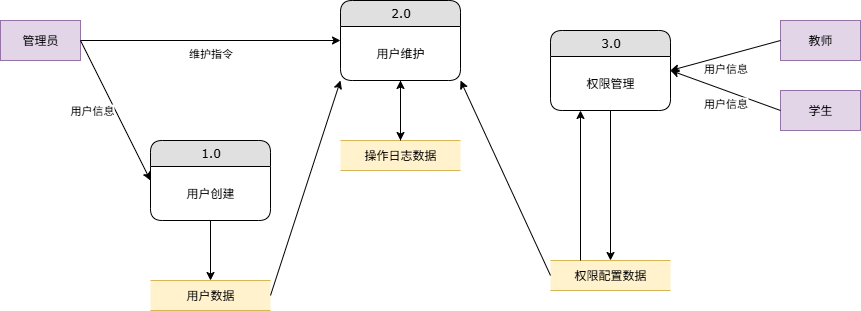 2.0
管理员
用户维护
维护指令
3.0
权限管理
教师
用户信息
用户信息
学生
用户信息
1.0
用户创建
操作日志数据
用户数据
权限配置数据